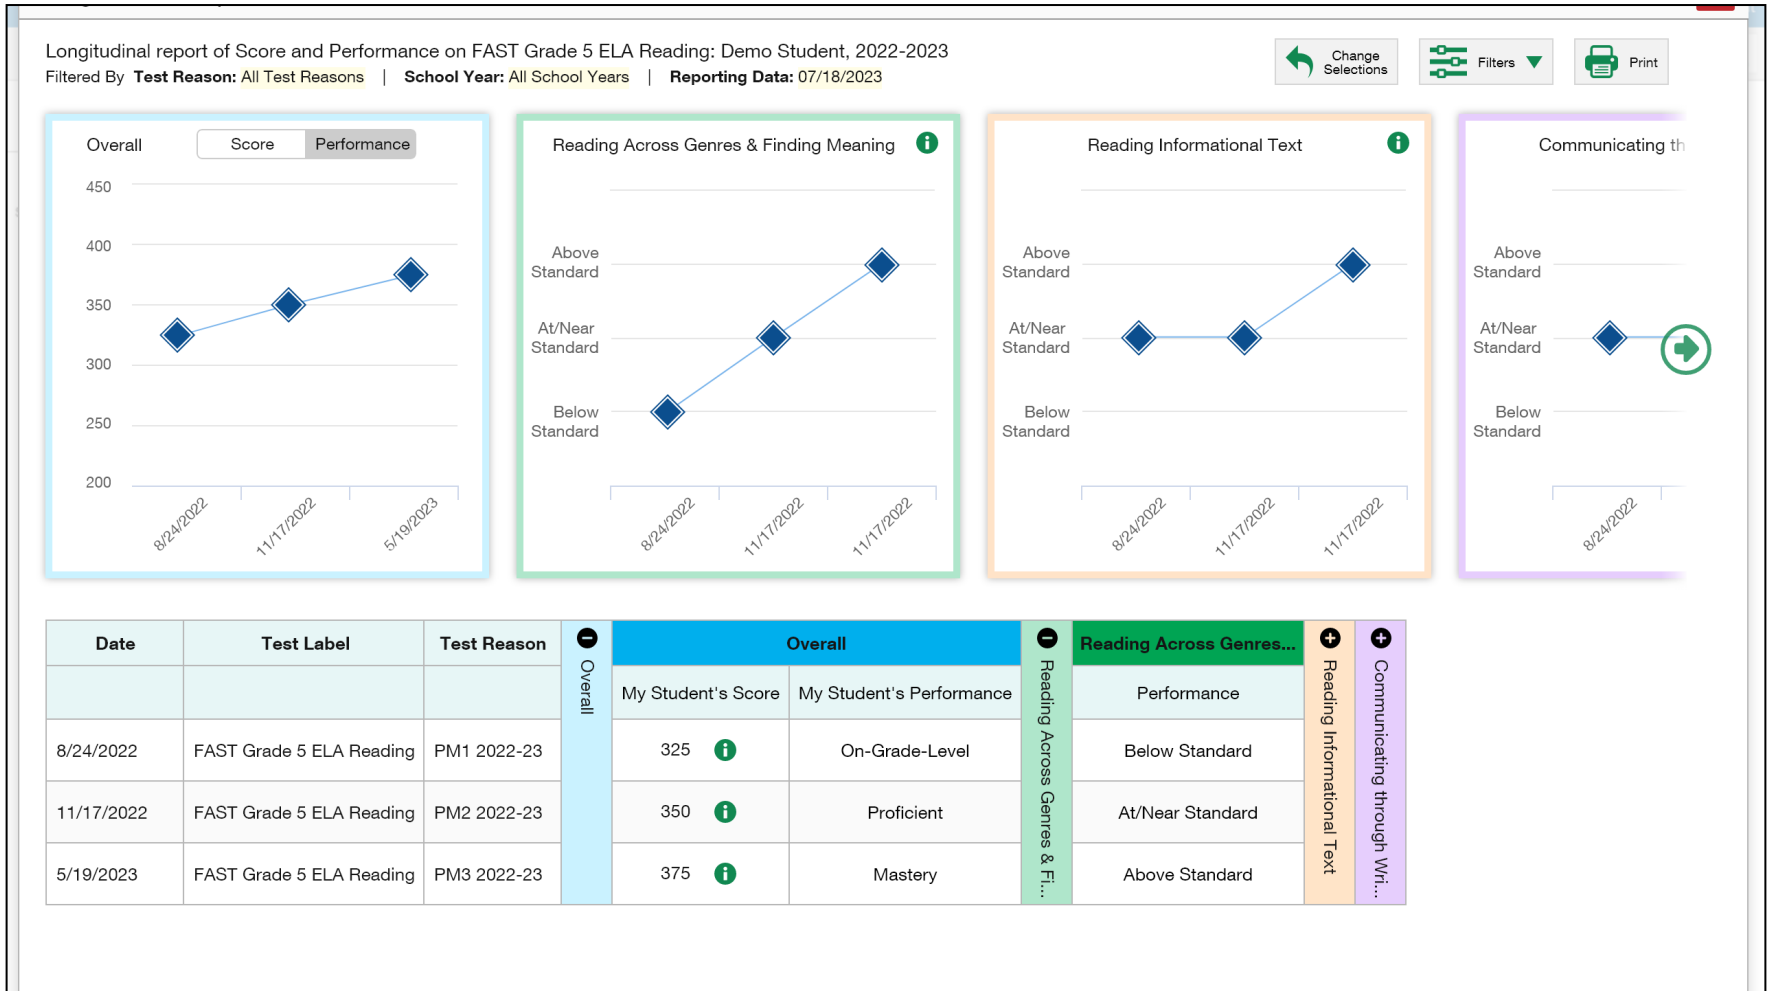 Longitudinal report of Score and Performance on FAST Grade 5 ELA Reading: Demo Student, 2022-2023
Filtered By Test Reason: All Test Reasons | School Year: All School Years | Reporting Data: 07/18/2023
Change
Selections
Filters
Print
Overall
Score
Performance
450
400
350
300
250
200
8/24/2022
11/17/2022
5/19/2023
Reading Across Genres & Finding Meaning
Above
Standard
At/Near
Standard
Below
Standard
8/24/2022
11/17/2022
11/17/2022
Reading Informational Text
Above
Standard
At/Near
Standard
Below
Standard
8/24/2022
11/17/2022
11/17/2022
Communicating th
Above
Standard
At/Near
Standard
Below
Standard
8/24/2022
Date
Test Label
Test Reason
Overall
Overall
Reading Across Genres & Fi...
Reading Across Genres...
Reading Informational Text
Communicating through Wri...
My Student's Score
My Student's Performance
Performance
8/24/2022 FAST Grade 5 ELA Reading PM1 2022-23 325 On-Grade-Level Below Standard
11/17/2022 FAST Grade 5 ELA Reading PM2 2022-23 350 Proficient At/Near Standard
5/19/2023 FAST Grade 5 ELA Reading PM3 2022-23 375 Mastery Above Standard